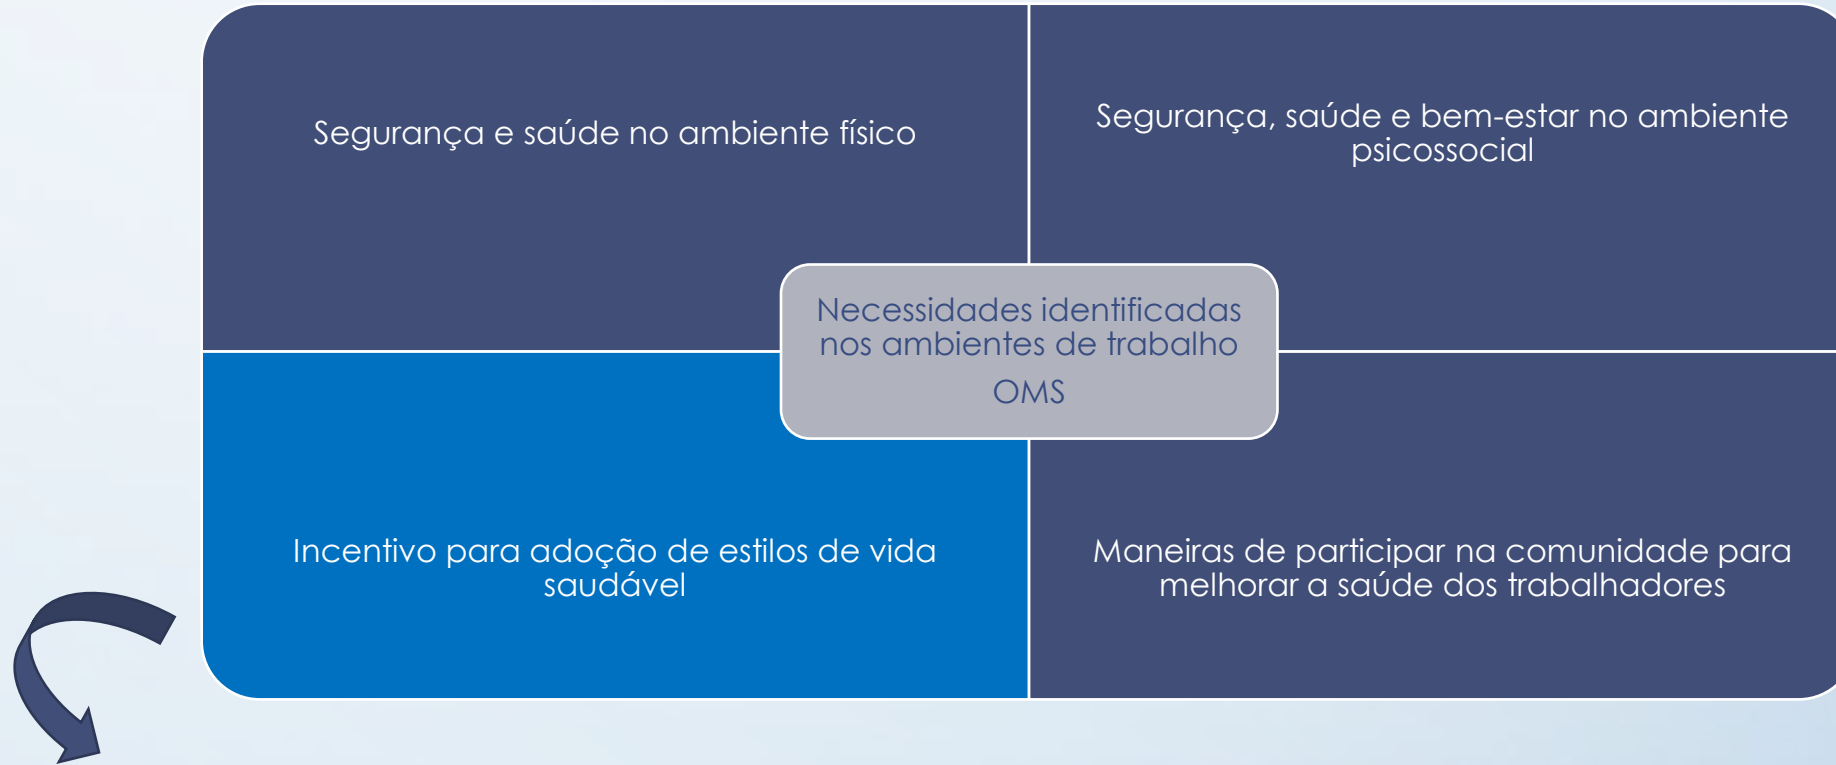 Segurança e saúde no ambiente físico
Segurança, saúde e bem-estar no ambiente
psicossocial
Necessidades identificadas
nos ambientes de trabalho
OMS
Incentivo para adoção de estilos de vida
saudável
Maneiras de participar na comunidade para
melhorar a saúde dos trabalhadores